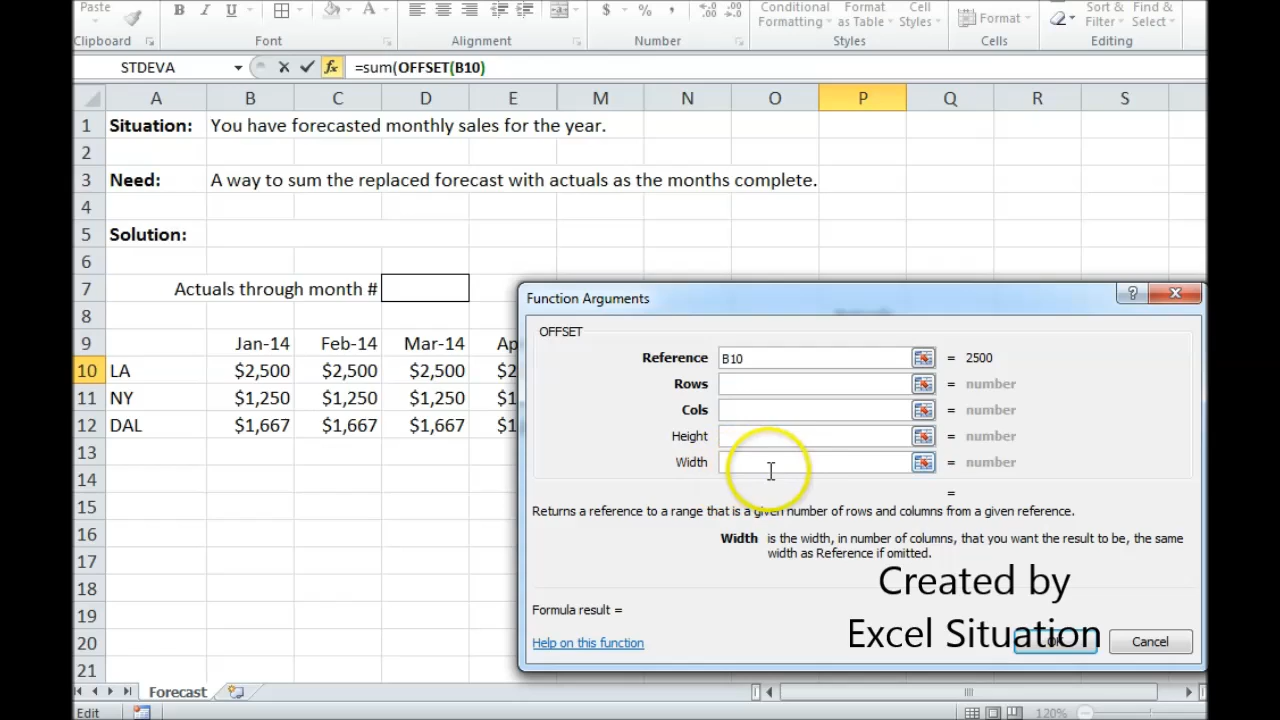 Paste
B I U
$ % ,
Conditional Formatting
Format as Table
Cell Styles
Format
Sort & Filter
Find & Select
Clipboard Font Alignment Number Styles Cells Editing
STDEVA fx =sum(OFFSET(B10)
A B C D E M N O P Q R S
1 Situation: You have forecasted monthly sales for the year.
2
3 Need: A way to sum the replaced forecast with actuals as the months complete.
4
5 Solution:
6
7 Actuals through month #
8
9 Jan-14 Feb-14 Mar-14 Ap
10 LA $2,500 $2,500 $2,500 $2
11 NY $1,250 $1,250 $1,250 $1
12 DAL $1,667 $1,667 $1,667 $1
13
14
15
16
17
18
19
20
21
Function Arguments
OFFSET
Reference B10 = 2500
Rows = number
Cols = number
Height = number
Width = number
=
Returns a reference to a range that is a given number of rows and columns from a given reference.
Width is the width, in number of columns, that you want the result to be, the same
width as Reference if omitted.
Created by
Excel Situation
Formula result =
Help on this function
Cancel
Forecast
Edit 120%